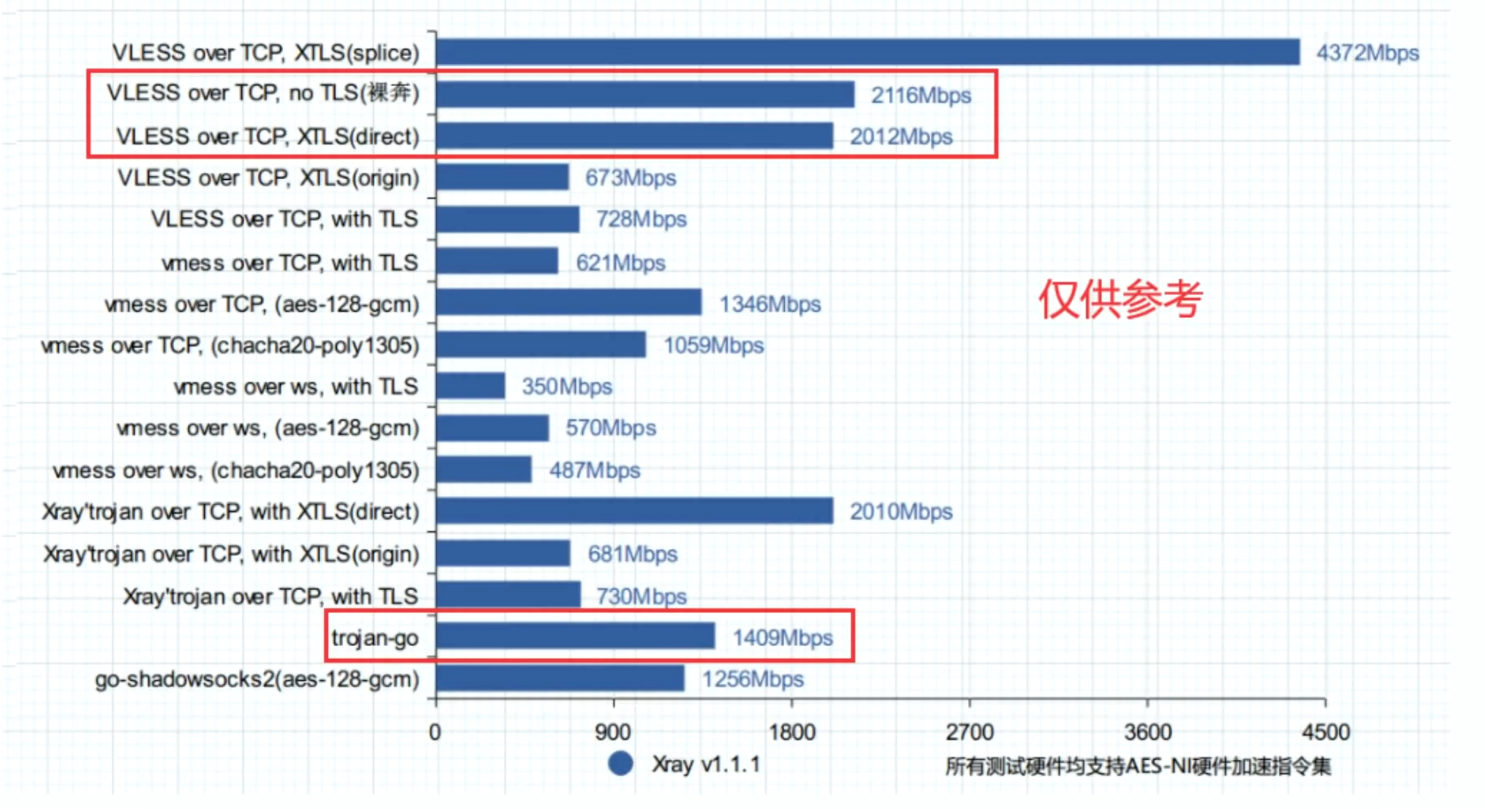 VLESS over TCP, XTLS(splice) 4372Mbps
VLESS over TCP, no TLS(裸奔) 2116Mbps
VLESS over TCP, XTLS(direct) 2012Mbps
VLESS over TCP, XTLS(origin) 673Mbps
VLESS over TCP, with TLS 728Mbps
vmess over TCP, with TLS 621Mbps
vmess over TCP, (aes-128-gcm) 1346Mbps
仅供参考
vmess over TCP, (chacha20-poly1305) 1059Mbps
vmess over ws, with TLS 350Mbps
vmess over ws, (aes-128-gcm) 570Mbps
vmess over ws, (chacha20-poly1305) 487Mbps
Xray'trojan over TCP, with XTLS(direct) 2010Mbps
Xray'trojan over TCP, with XTLS(origin) 681Mbps
Xray'trojan over TCP, with TLS 730Mbps
trojan-go 1409Mbps
go-shadowsocks2(aes-128-gcm) 1256Mbps
0 900 1800 2700 3600 4500
Xray v1.1.1 所有测试硬件均支持AES-NI硬件加速指令集